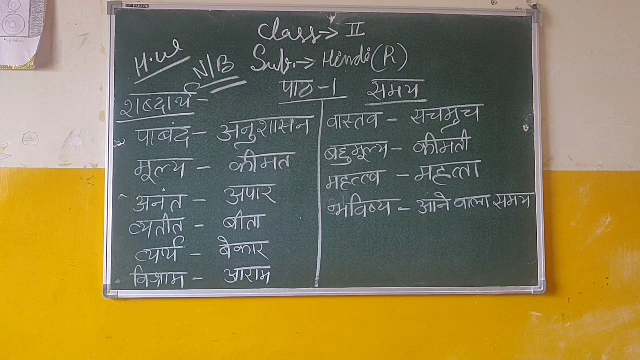 Class → II
H.W N/B Sub. → Hindi (R)
पाठ -1 समय
शब्दार्थ -
पाबंद - अनुशासन
मूल्य - कीमत
अनंत - अपार
व्यतीत - बीता
व्यर्थ - बेकार
विश्राम - आराम
वास्तव - सचमुच
बहुमूल्य - कीमती
महत्त्व - महत्ता
भविष्य - आने वाला समय